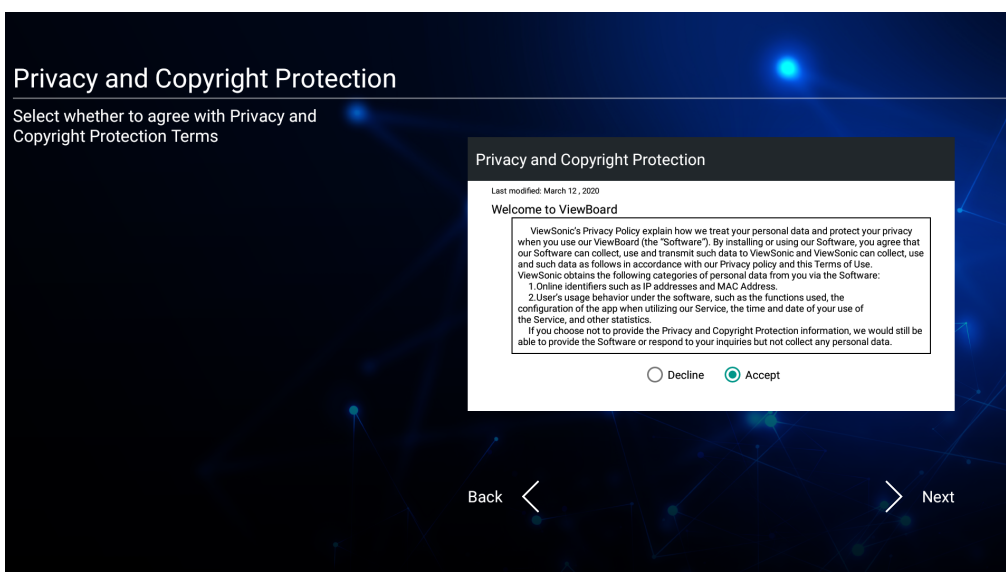 Privacy and Copyright Protection
Select whether to agree with Privacy and
Copyright Protection Terms
Privacy and Copyright Protection
Last modified: March 12 , 2020
Welcome to ViewBoard
ViewSonic's Privacy Policy explain how we treat your personal data and protect your privacy
when you use our ViewBoard (the “Software”). By installing or using our Software, you agree that
our Software can collect, use and transmit such data to ViewSonic and ViewSonic can collect, use
and such data as follows in accordance with our Privacy policy and this Terms of Use.
ViewSonic obtains the following categories of personal data from you via the Software:
1.Online identifiers such as IP addresses and MAC Address.
2.User's usage behavior under the software, such as the functions used, the
configuration of the app when utilizing our Service, the time and date of your use of
the Service, and other statistics.
If you choose not to provide the Privacy and Copyright Protection information, we would still be
able to provide the Software or respond to your inquiries but not collect any personal data.
Decline Accept
Back Next